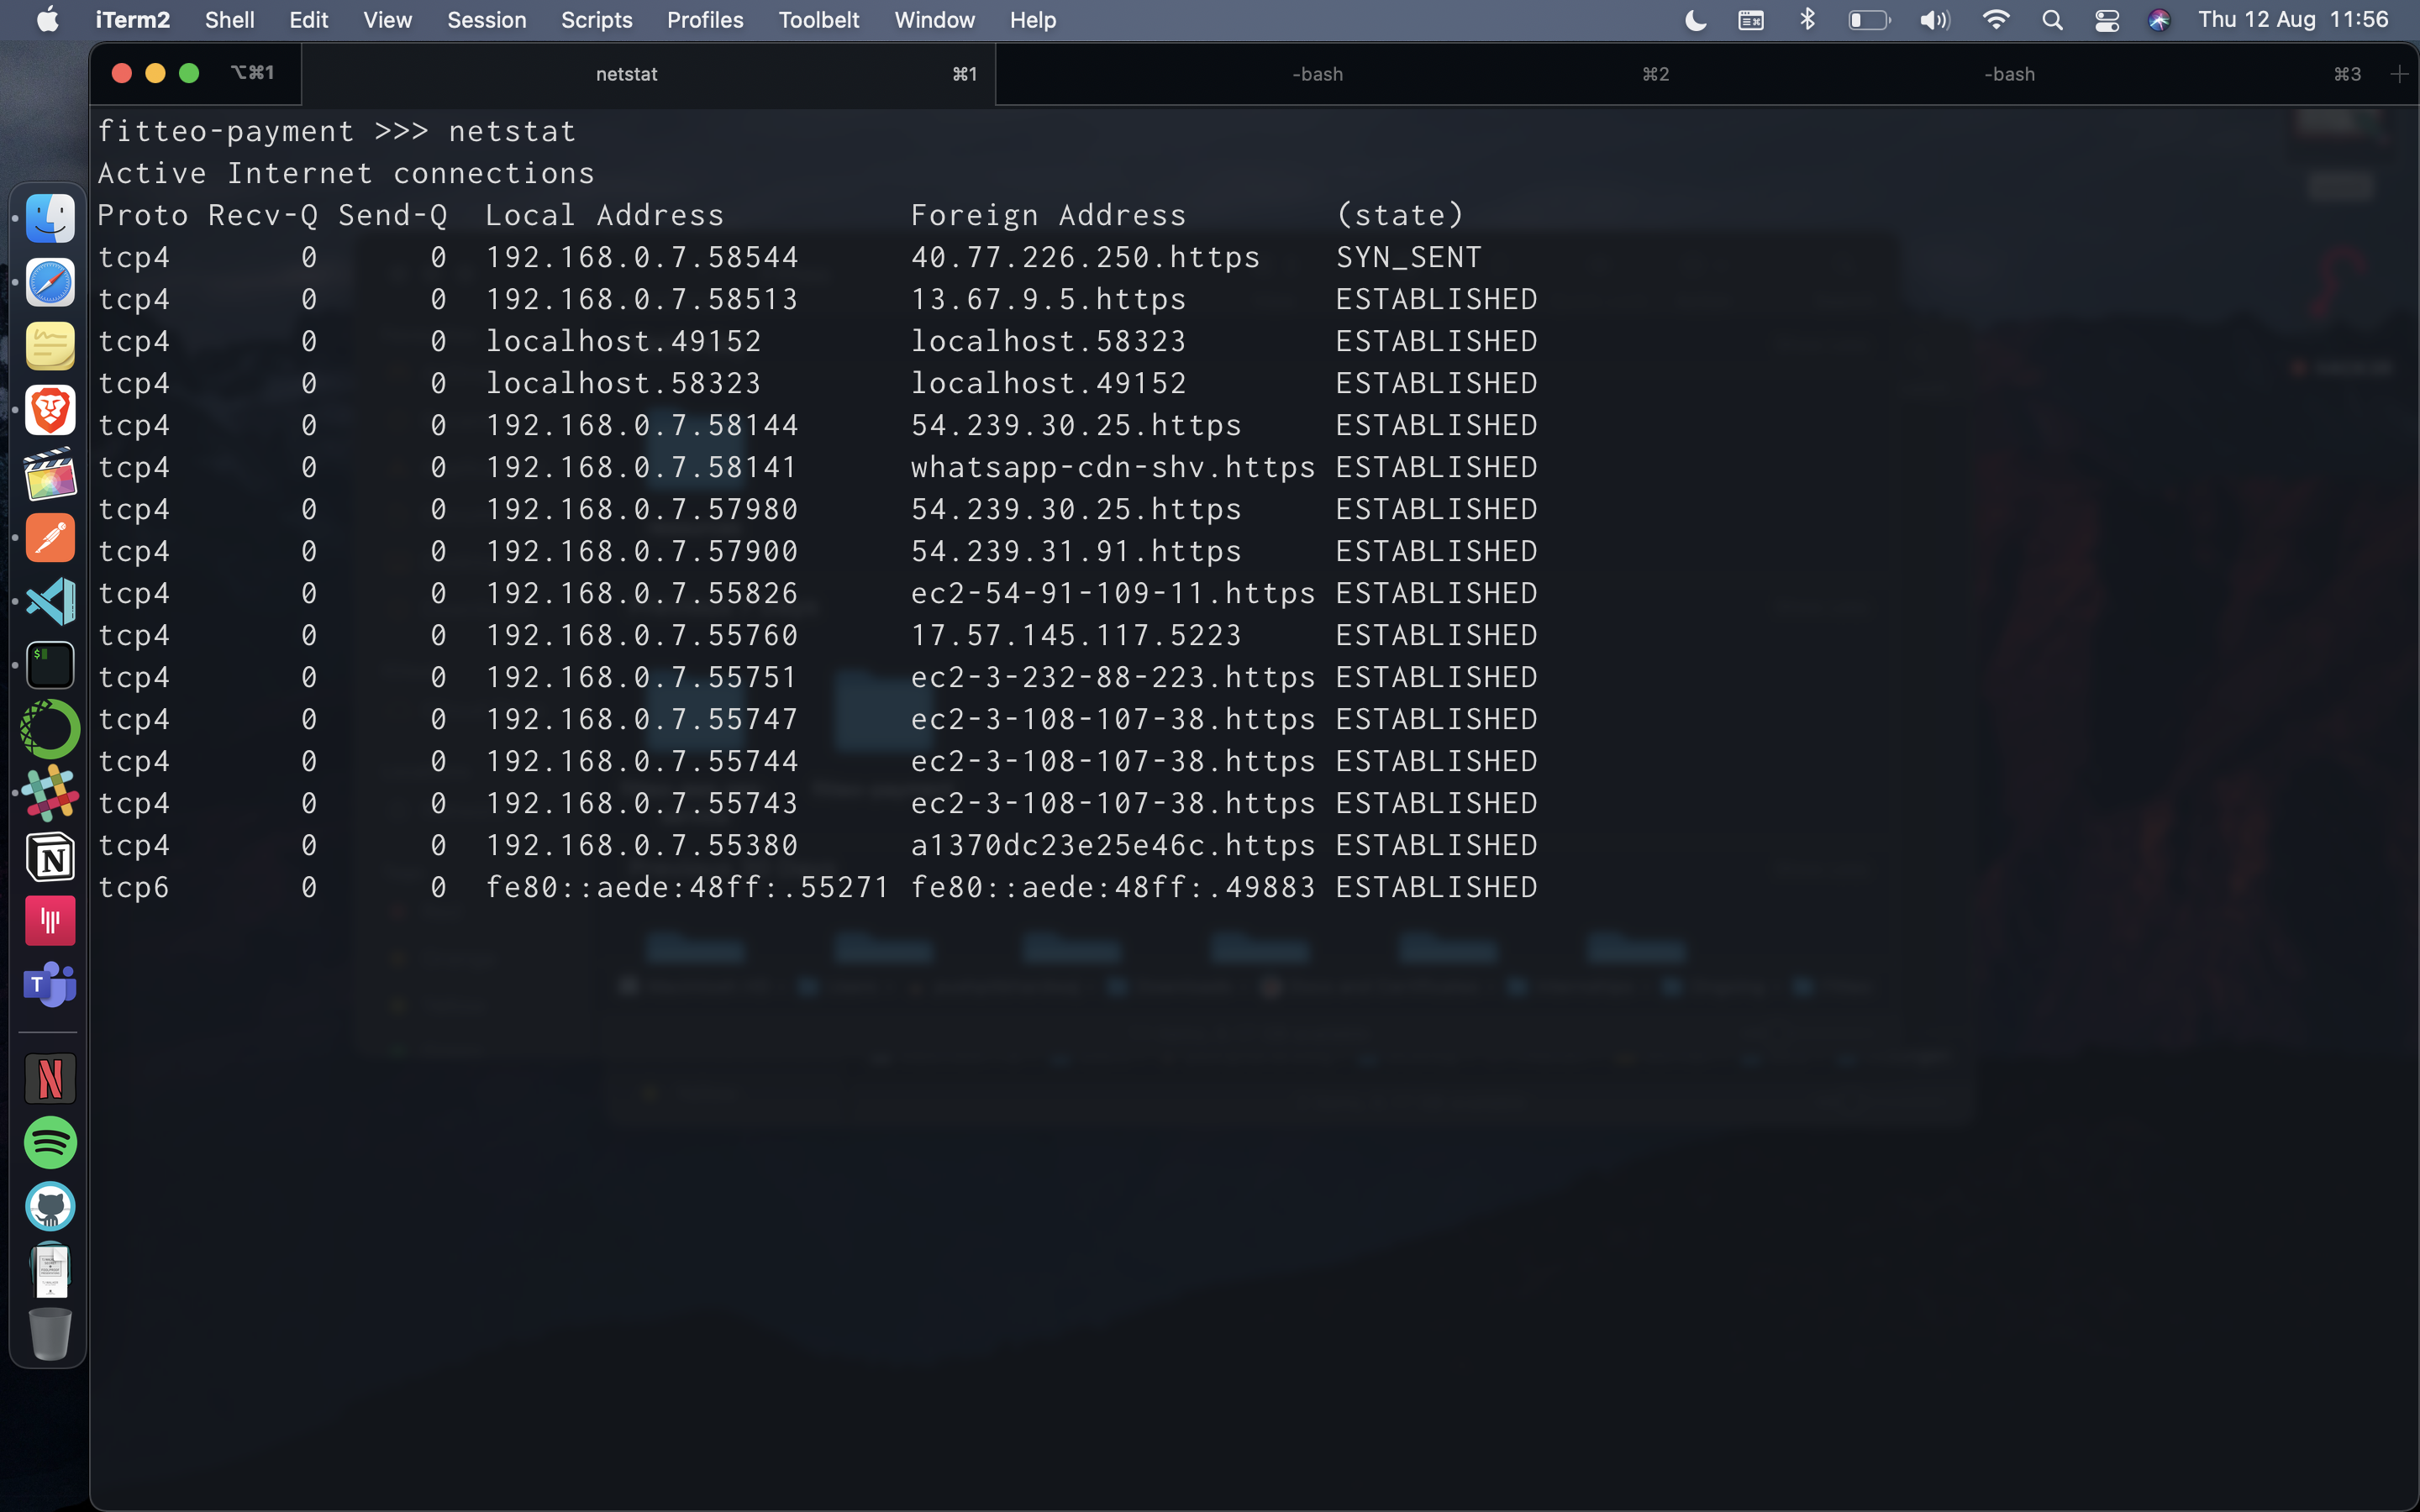 iTerm2 Shell Edit View Session Scripts Profiles Toolbelt Window Help Thu 12 Aug 11:56
⌥⌘1 netstat ⌘1 -bash ⌘2 -bash ⌘3
fitteo-payment >>> netstat
Active Internet connections
Proto Recv-Q Send-Q Local Address Foreign Address (state)
tcp4 0 0 192.168.0.7.58544 40.77.226.250.https SYN_SENT
tcp4 0 0 192.168.0.7.58513 13.67.9.5.https ESTABLISHED
tcp4 0 0 localhost.49152 localhost.58323 ESTABLISHED
tcp4 0 0 localhost.58323 localhost.49152 ESTABLISHED
tcp4 0 0 192.168.0.7.58144 54.239.30.25.https ESTABLISHED
tcp4 0 0 192.168.0.7.58141 whatsapp-cdn-shv.https ESTABLISHED
tcp4 0 0 192.168.0.7.57980 54.239.30.25.https ESTABLISHED
tcp4 0 0 192.168.0.7.57900 54.239.31.91.https ESTABLISHED
tcp4 0 0 192.168.0.7.55826 ec2-54-91-109-11.https ESTABLISHED
tcp4 0 0 192.168.0.7.55760 17.57.145.117.5223 ESTABLISHED
tcp4 0 0 192.168.0.7.55751 ec2-3-232-88-223.https ESTABLISHED
tcp4 0 0 192.168.0.7.55747 ec2-3-108-107-38.https ESTABLISHED
tcp4 0 0 192.168.0.7.55744 ec2-3-108-107-38.https ESTABLISHED
tcp4 0 0 192.168.0.7.55743 ec2-3-108-107-38.https ESTABLISHED
tcp4 0 0 192.168.0.7.55380 a1370dc23e25e46c.https ESTABLISHED
tcp6 0 0 fe80::aede:48ff:.55271 fe80::aede:48ff:.49883 ESTABLISHED